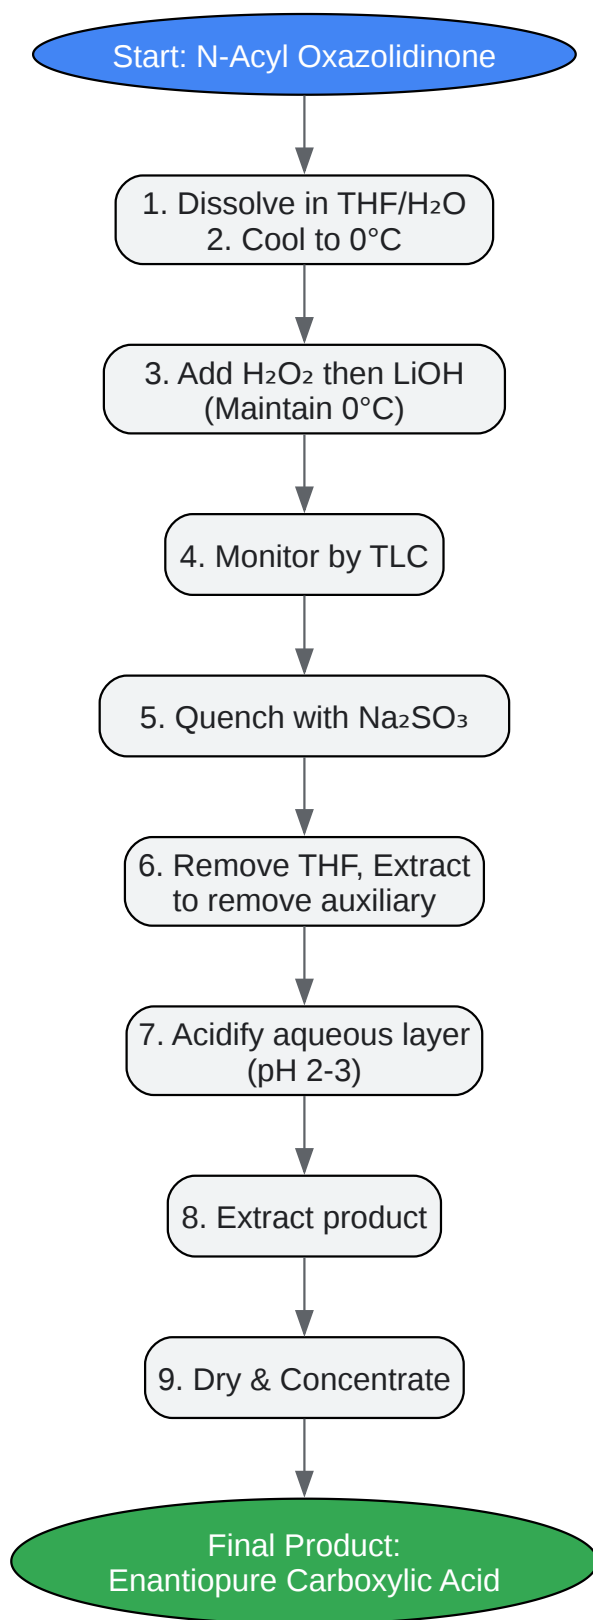 Start: N-Acyl Oxazolidinone
1. Dissolve in THF/H₂O
2. Cool to 0°C
3. Add H₂O₂ then LiOH
(Maintain 0°C)
4. Monitor by TLC
5. Quench with Na₂SO₃
6. Remove THF, Extract
to remove auxiliary
7. Acidify aqueous layer
(pH 2-3)
8. Extract product
9. Dry & Concentrate
Final Product:
Enantiopure Carboxylic Acid